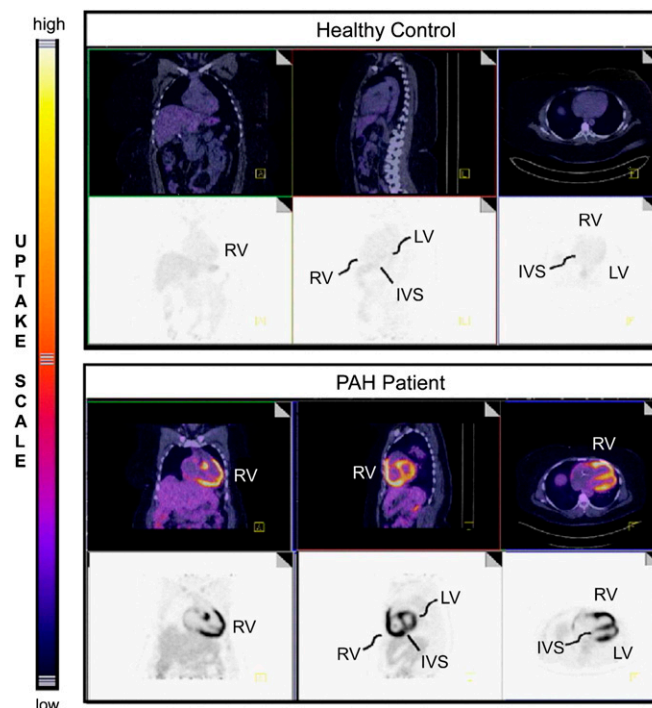 high
UPTAKE SCALE
low
Healthy Control
RV
RV
LV
IVS
RV
IVS
LV
PAH Patient
RV
RV
RV
RV
LV
RV
IVS
RV
IVS
LV